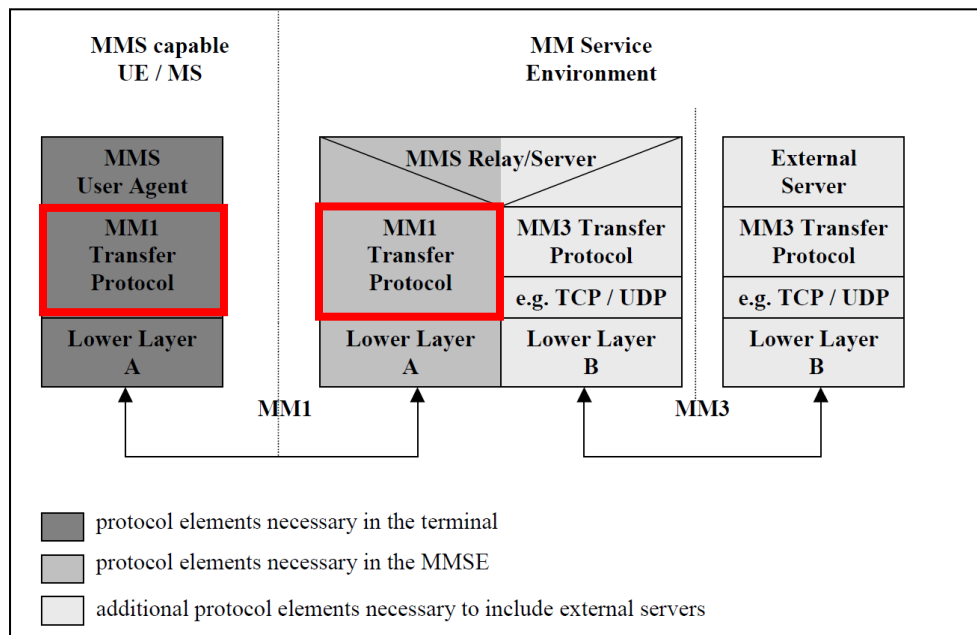 MMS capable
UE / MS
MM Service
Environment
MMS
User Agent
MMS Relay/Server
External
Server
MM1
Transfer
Protocol
MM1
Transfer
Protocol
MM3 Transfer
Protocol
MM3 Transfer
Protocol
e.g. TCP / UDP
e.g. TCP / UDP
Lower Layer
A
Lower Layer
A
Lower Layer
B
Lower Layer
B
MM1
MM3
protocol elements necessary in the terminal
protocol elements necessary in the MMSE
additional protocol elements necessary to include external servers